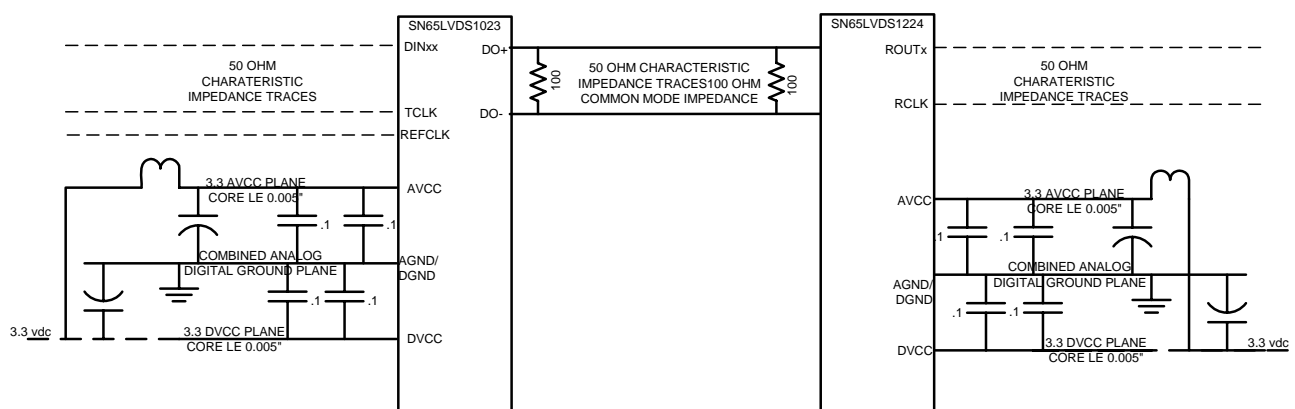 SN65LVDS1023
SN65LVDS1224
DINxx
DO+
ROUTx
50 OHM
CHARATERISTIC
IMPEDANCE TRACES
100
50 OHM CHARACTERISTIC
IMPEDANCE TRACES100 OHM
COMMON MODE IMPEDANCE
100
50 OHM
CHARATERISTIC
IMPEDANCE TRACES
TCLK
DO-
RCLK
REFCLK
3.3 AVCC PLANE
CORE LE 0.005"
AVCC
.1
.1
COMBINED ANALOG
DIGITAL GROUND PLANE
AGND/
DGND
.1
.1
3.3 vdc
3.3 DVCC PLANE
CORE LE 0.005"
DVCC
AVCC
3.3 AVCC PLANE
CORE LE 0.005"
.1
.1
AGND/
DGND
COMBINED ANALOG
DIGITAL GROUND PLANE
.1
.1
DVCC
3.3 DVCC PLANE
CORE LE 0.005"
3.3 vdc